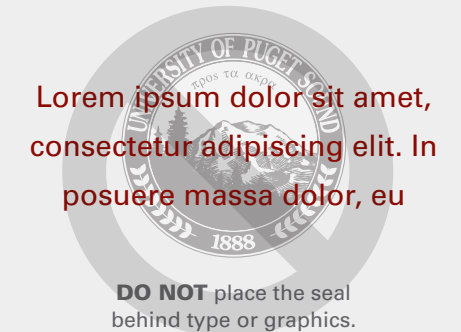 UNIVERSITY OF PUGET SOUND
προς τα ακρα
Lorem ipsum dolor sit amet,
consectetur adipiscing elit. In
posuere massa dolor, eu
1888
DO NOT place the seal
behind type or graphics.